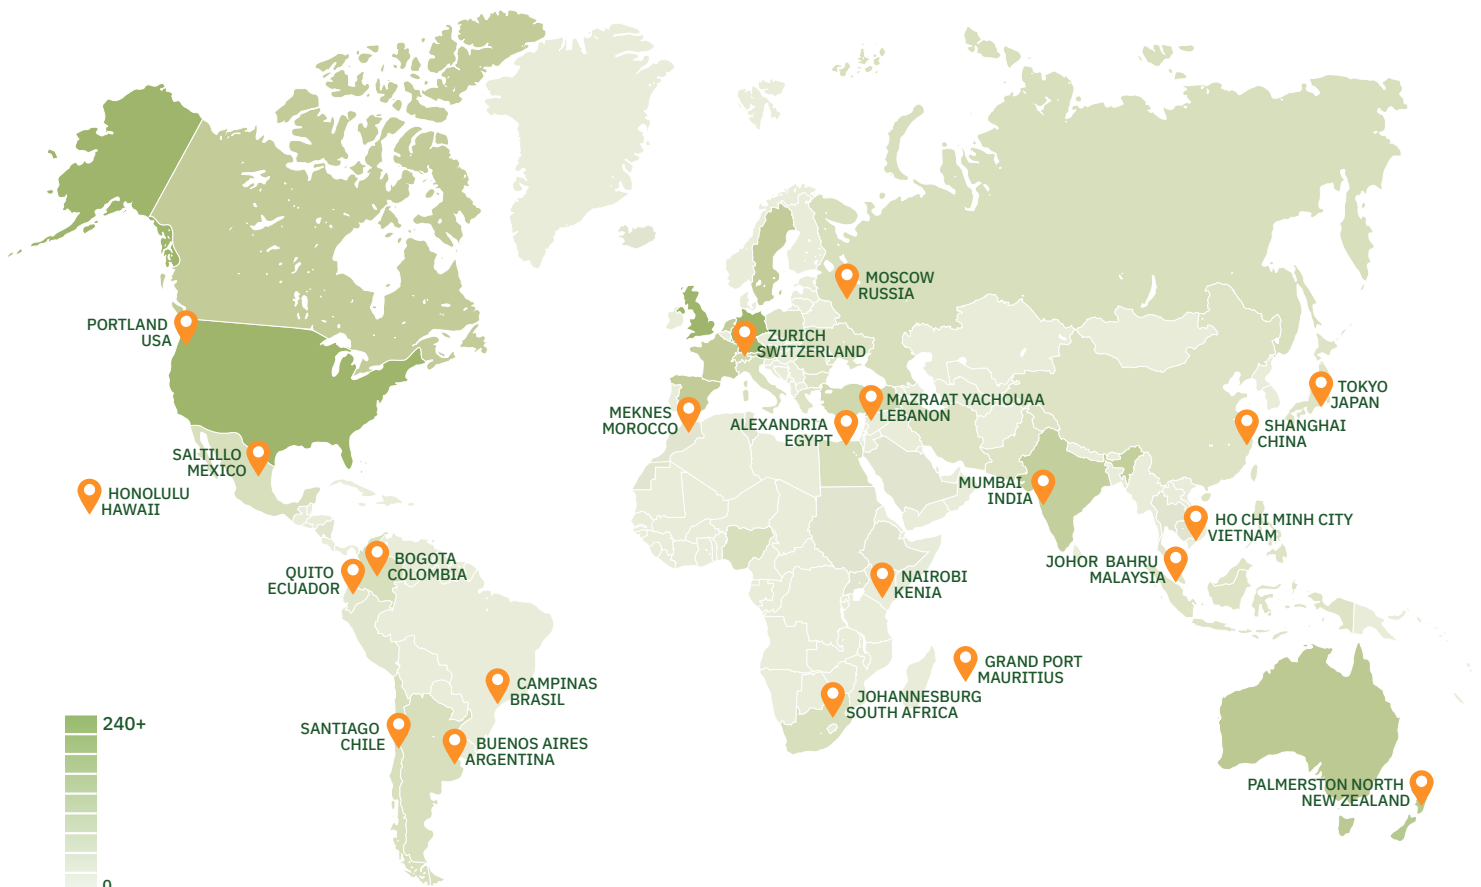 MOSCOW
RUSSIA
PORTLAND
USA
ZURICH
SWITZERLAND
MEKNES
MOROCCO
MAZRAAT YACHOUAA
LEBANON
ALEXANDRIA
EGYPT
TOKYO
JAPAN
SHANGHAI
CHINA
SALTILLO
MEXICO
HONOLULU
HAWAII
MUMBAI
INDIA
HO CHI MINH CITY
VIETNAM
BOGOTA
COLOMBIA
QUITO
ECUADOR
JOHOR BAHRU
MALAYSIA
NAIROBI
KENIA
GRAND PORT
MAURITIUS
CAMPINAS
BRASIL
JOHANNESBURG
SOUTH AFRICA
SANTIAGO
CHILE
BUENOS AIRES
ARGENTINA
PALMERSTON NORTH
NEW ZEALAND
240+
0